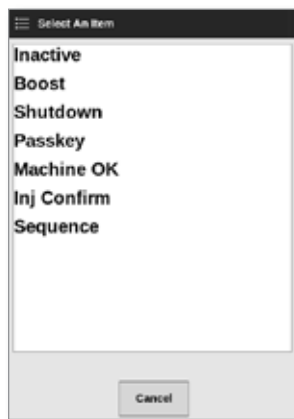 Select An Item
Inactive
Boost
Shutdown
Passkey
Machine OK
Inj Confirm
Sequence
Cancel